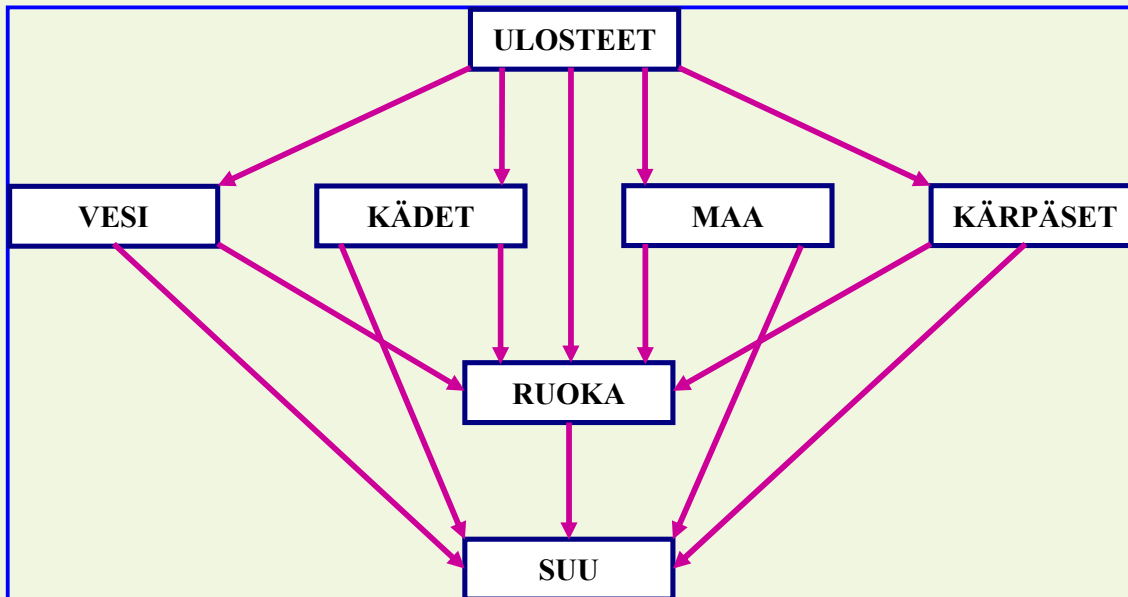 ULOSTEET
VESI
KÄDET
MAA
KÄRPÄSET
RUOKA
SUU